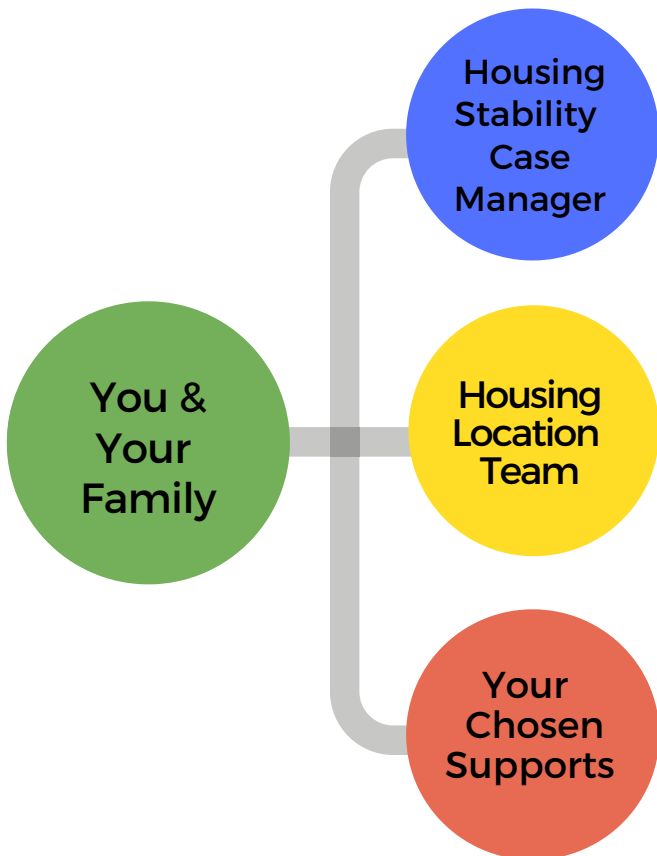 Housing
Stability
Case
Manager
You &
Your
Family
Housing
Location
Team
Your
Chosen
Supports